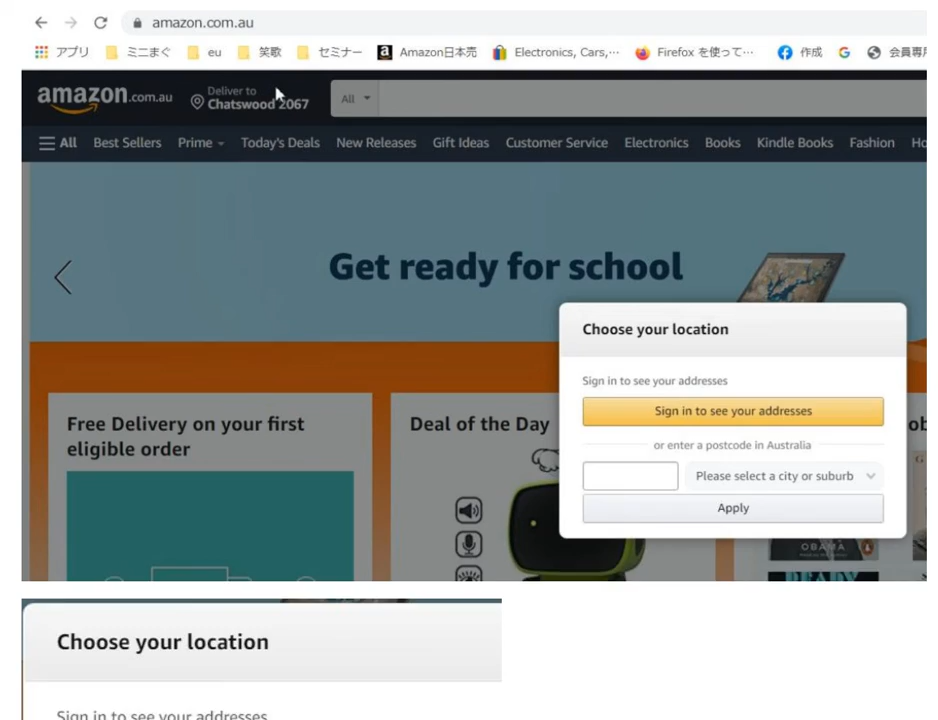 amazon.com.au
アプリ ミニまぐ eu 笑歌 セミナー Amazon日本売 Electronics, Cars,… Firefox を使って… 作成 会員専用
amazon.com.au
Deliver to
Chatswood 2067
All
All Best Sellers Prime Today's Deals New Releases Gift Ideas Customer Service Electronics Books Kindle Books Fashion Ho
Get ready for school
Choose your location
Sign in to see your addresses
Sign in to see your addresses
or enter a postcode in Australia
Please select a city or suburb
Apply
Free Delivery on your first
eligible order
Deal of the Day
OBAMA
Choose your location
Sign in to see your addresses